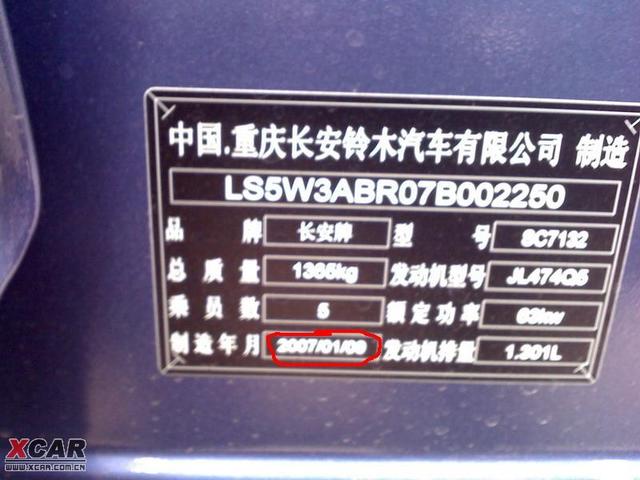 中国.重庆长安铃木汽车有限公司 制造
LS5W3ABR07B002250
品牌 长安牌 型号 SC7132
总质量 1365kg 发动机型号 JL474Q5
乘员数 5 额定功率 63kw
制造年月 2007/01/08 发动机排量 1.301L
XCAR
WWW.XCAR.COM.CN